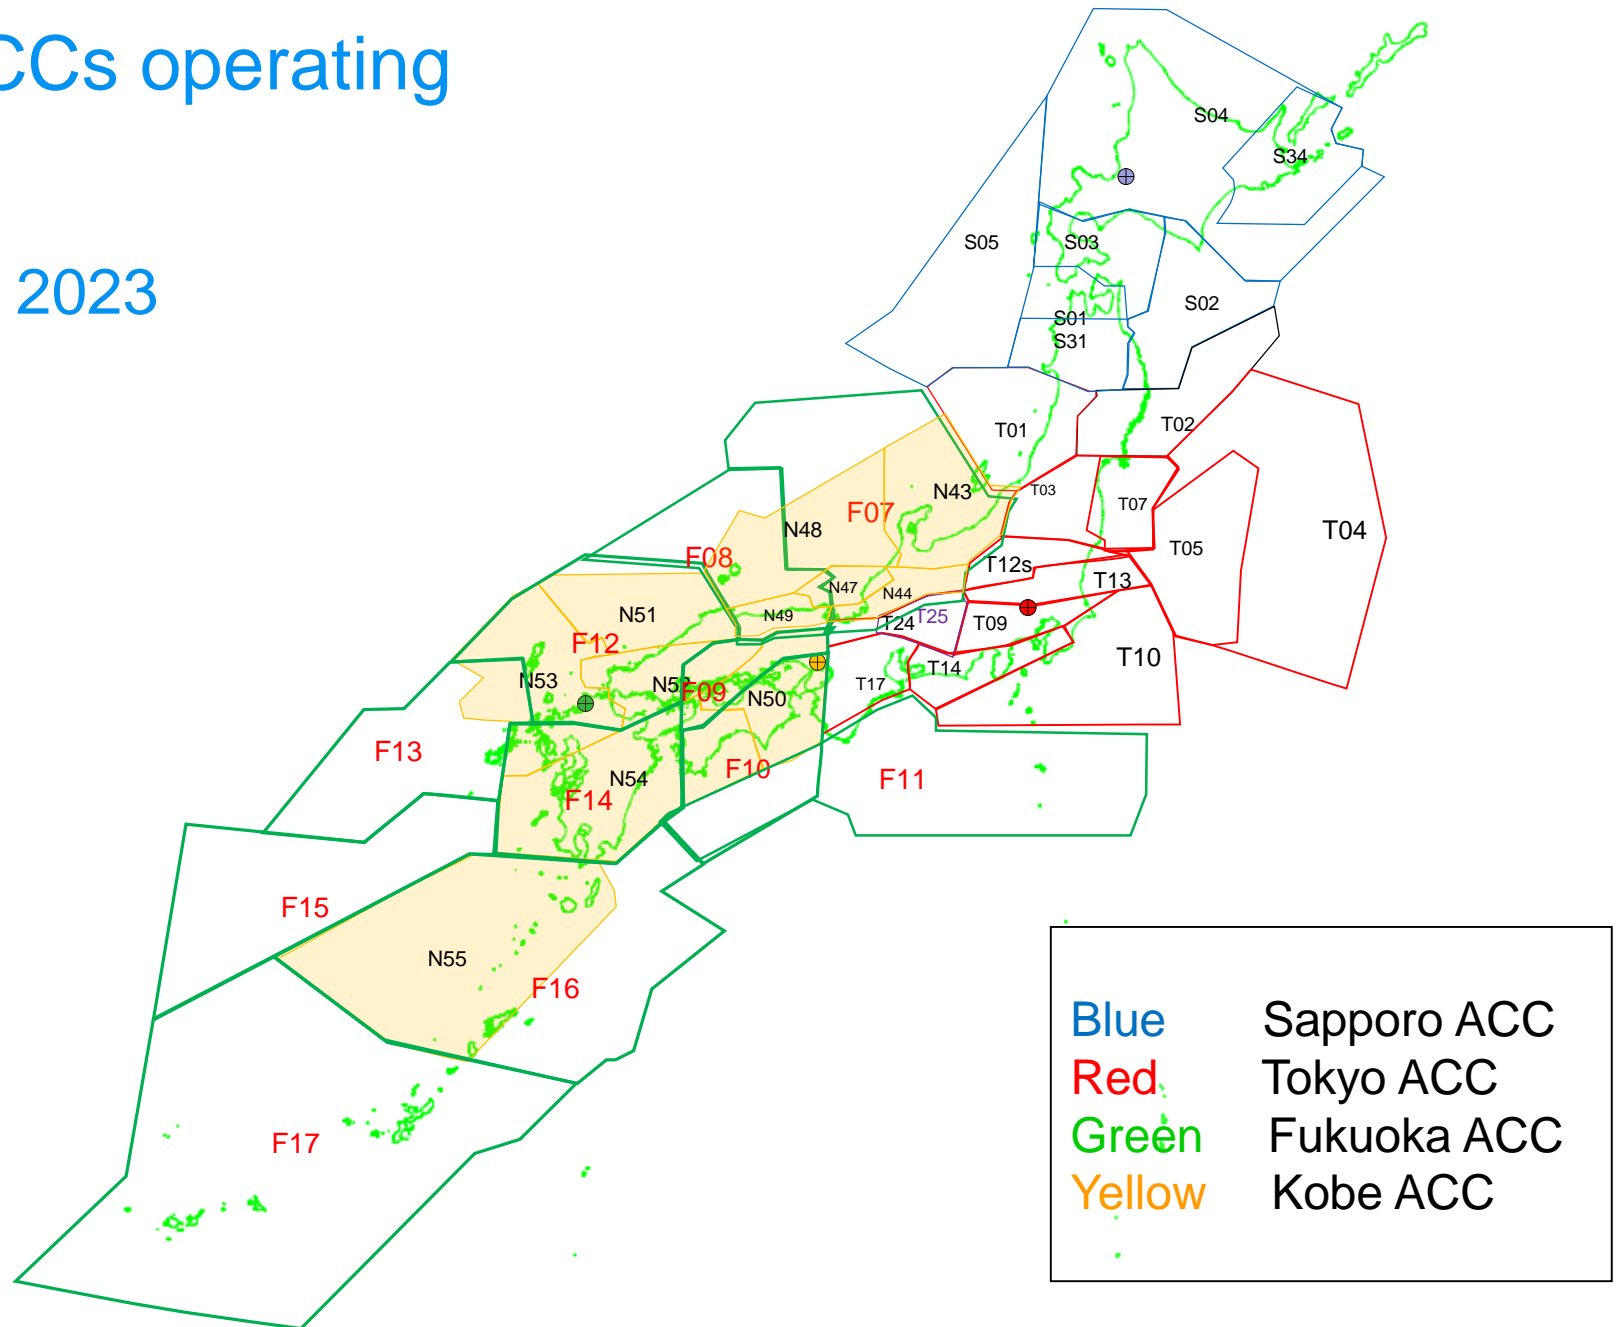 CCs operating
2023
S04
S34
S05
S03
S02
S01
S31
T01
T02
T03
T07
T04
T05
N43
F07
N48
F08
T12s
T13
N47
N44
N49
T24
T25
T09
N51
F12
T10
T14
T17
N53
N52
F09
N50
F13
F10
F11
N54
F14
F15
N55
F16
F17
Blue Sapporo ACC
Red Tokyo ACC
Green Fukuoka ACC
Yellow Kobe ACC